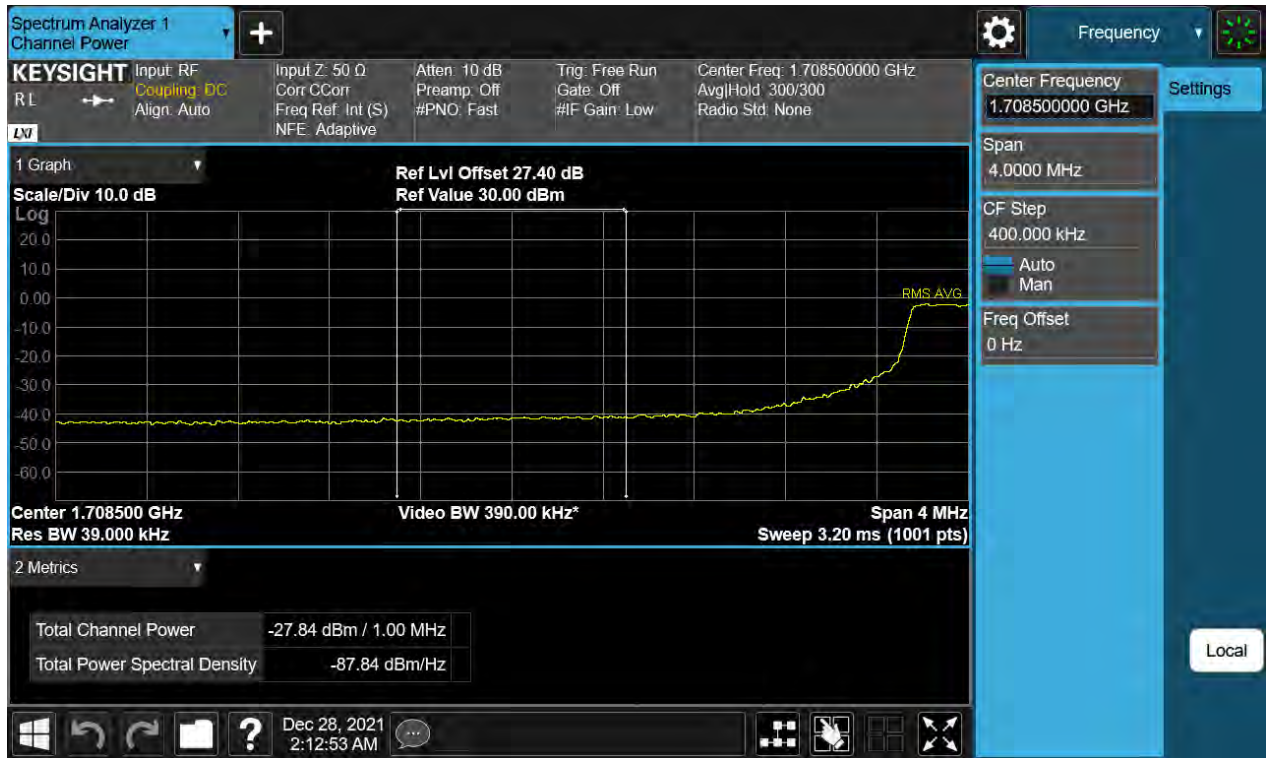 Spectrum Analyzer 1
Channel Power
Frequency
KEYSIGHT
RL
LXI
Input: RF
Coupling: DC
Align: Auto
Input Z: 50 Ω
Corr CCorr
Freq Ref: Int (S)
NFE: Adaptive
Atten: 10 dB
Preamp: Off
#PNO: Fast
Trig: Free Run
Gate: Off
#IF Gain: Low
Center Freq: 1.708500000 GHz
Avg|Hold: 300/300
Radio Std: None
1 Graph
Scale/Div 10.0 dB
Ref Lvl Offset 27.40 dB
Ref Value 30.00 dBm
Log
20.0
10.0
0.00
-10.0
-20.0
-30.0
-40.0
-50.0
-60.0
RMS AVG
Center 1.708500 GHz
Res BW 39.000 kHz
Video BW 390.00 kHz*
Span 4 MHz
Sweep 3.20 ms (1001 pts)
2 Metrics
Total Channel Power -27.84 dBm / 1.00 MHz
Total Power Spectral Density -87.84 dBm/Hz
?
Dec 28, 2021
2:12:53 AM
Center Frequency
1.708500000 GHz
Settings
Span
4.0000 MHz
CF Step
400.000 kHz
Auto
Man
Freq Offset
0 Hz
Local